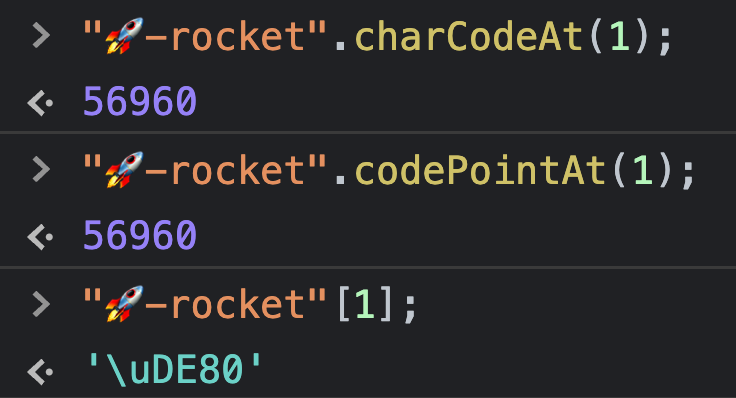 > "🚀-rocket".charCodeAt(1);
56960
> "🚀-rocket".codePointAt(1);
56960
> "🚀-rocket"[1];
'\uDE80'